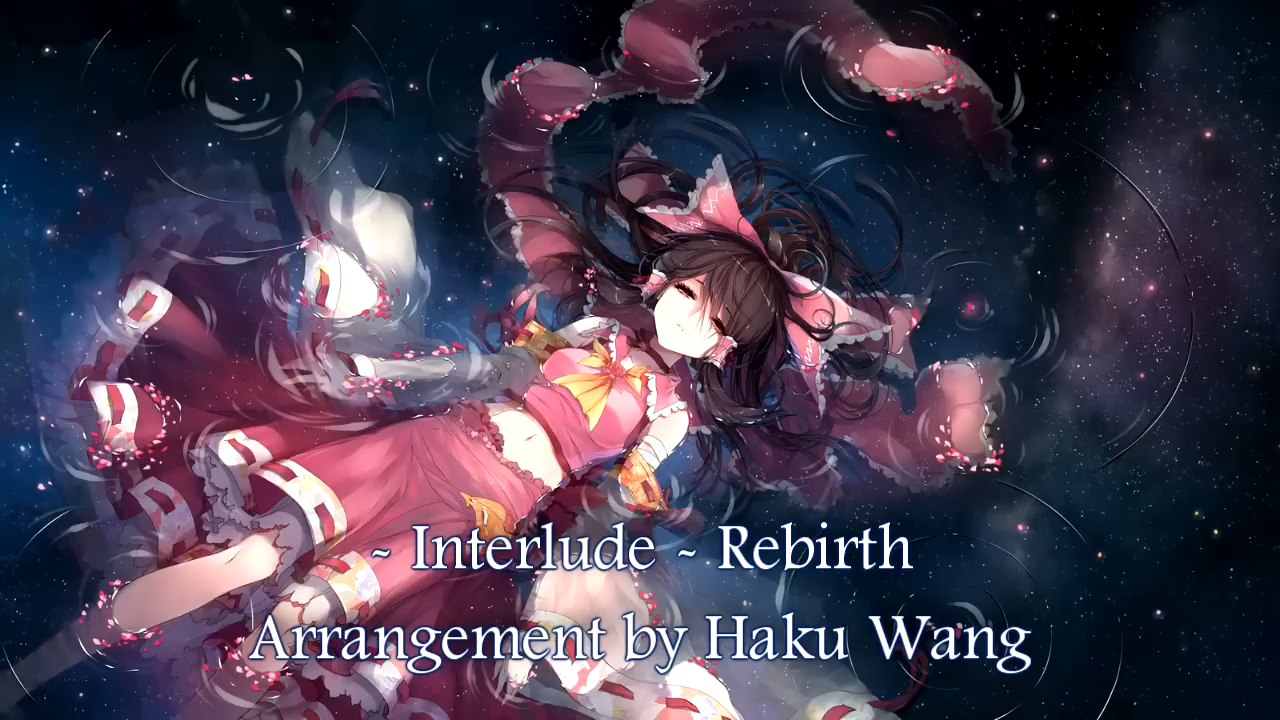 ~ Interlude ~ Rebirth
Arrangement by Haku Wang